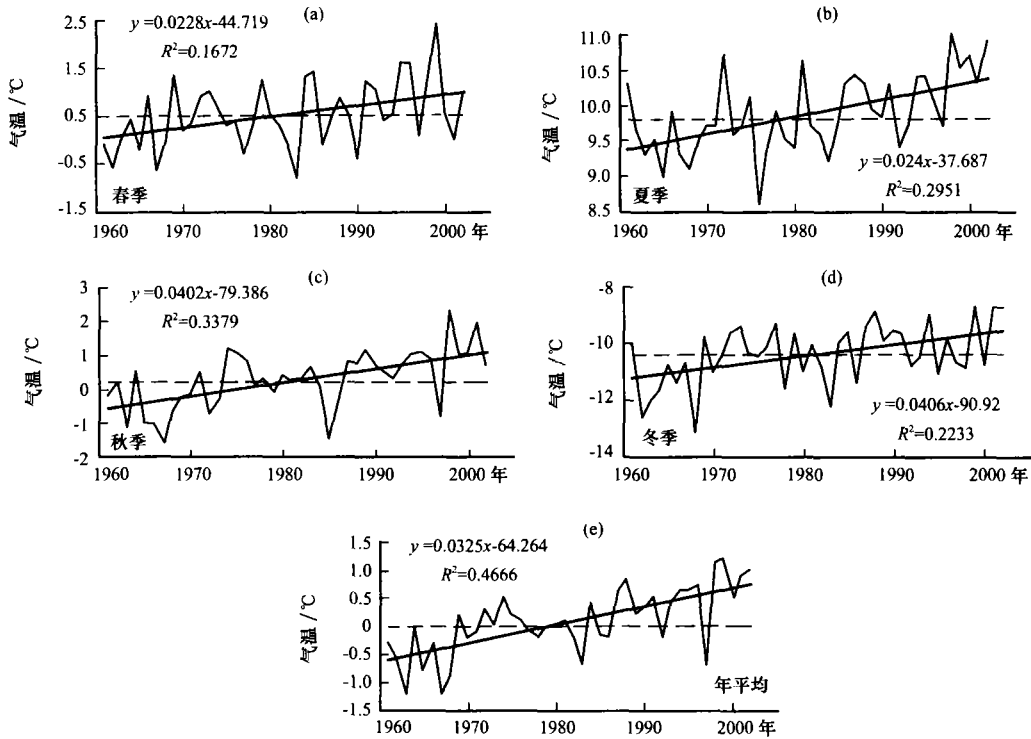 (a)
y=0.0228x-44.719
R²=0.1672
2.5
1.5
0.5
-0.5
-1.5
气温/℃
春季
1960 1970 1980 1990 2000 年
(b)
11.0
10.5
10.0
9.5
9.0
8.5
气温/℃
y=0.024x-37.687
R²=0.2951
夏季
1960 1970 1980 1990 2000 年
(c)
y=0.0402x-79.386
R²=0.3379
3
2
1
0
-1
-2
气温/℃
秋季
1960 1970 1980 1990 2000 年
(d)
-8
-10
-12
-14
气温/℃
y=0.0406x-90.92
R²=0.2233
冬季
1960 1970 1980 1990 2000 年
(e)
y=0.0325x-64.264
R²=0.4666
1.5
1.0
0.5
0
-0.5
-1.0
-1.5
气温/℃
年平均
1960 1970 1980 1990 2000 年